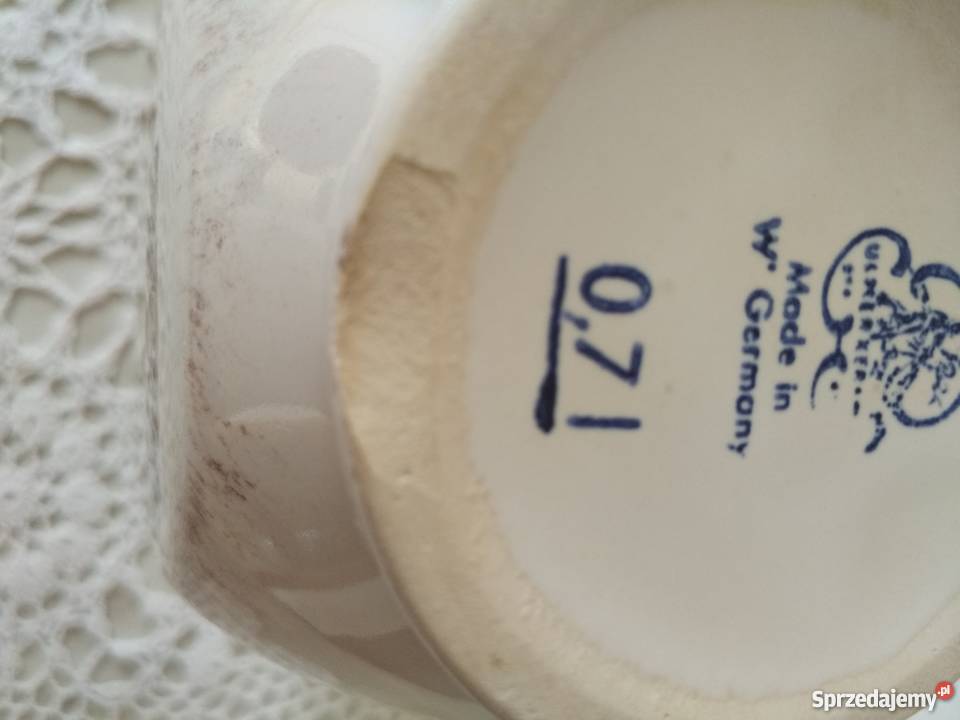 Made in
W. Germany
0,7 l
Sprzedajemy.pl